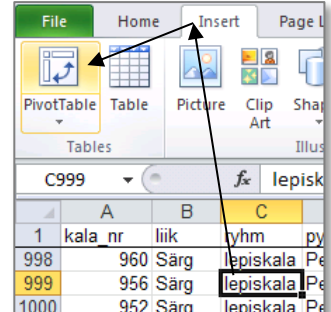 File Home Insert Page L
PivotTable Table Picture Clip Art Shap
Tables Illus
C999 fx lepisk
A B C
1 kala_nr liik ryhm py
998 960 Särg lepiskala Pe
999 956 Särg lepiskala Pe
1000 952 Särg lepiskala Pe